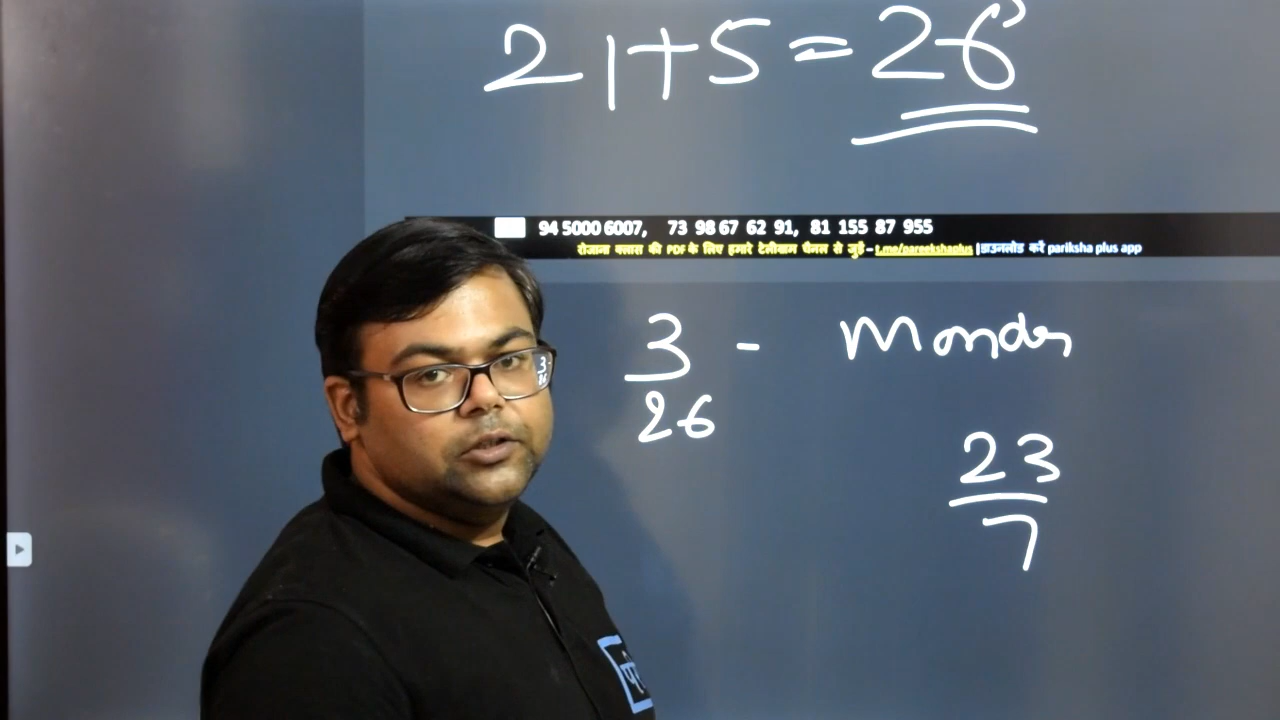 21+5=26
94 5000 6007, 73 98 67 62 91, 81 155 87 955
रोजाना क्लास की PDF के लिए हमारे टेलीग्राम चैनल से जुड़ें – t.me/pareekshaplus | डाउनलोड करें pariksha plus app
3 - Monday
26
23
7